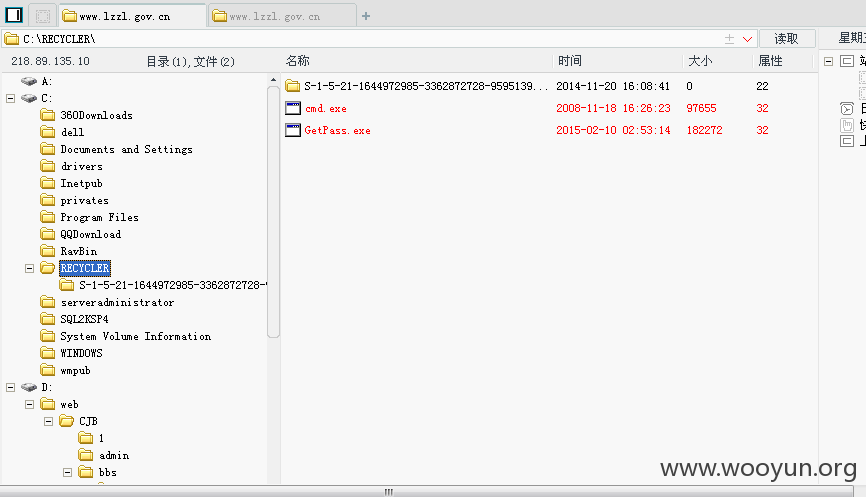 www.lzzl.gov.cn
www.lzzl.gov.cn
C:\RECYCLER\
读取
星期
218.89.135.10
目录(1),文件(2)
名称
时间
大小
属性
A:
C:
360Downloads
dell
Documents and Settings
drivers
Inetpub
privates
Program Files
QQDownload
RavBin
RECYCLER
S-1-5-21-1644972985-3362872728-
serveradministrator
SQL2KSP4
System Volume Information
WINDOWS
wmpub
D:
web
CJB
1
admin
bbs
S-1-5-21-1644972985-3362872728-9595139... 2014-11-20 16:08:41 0 22
cmd.exe 2008-11-18 16:26:23 97655 32
GetPass.exe 2015-02-10 02:53:14 182272 32
www.wooyun.org